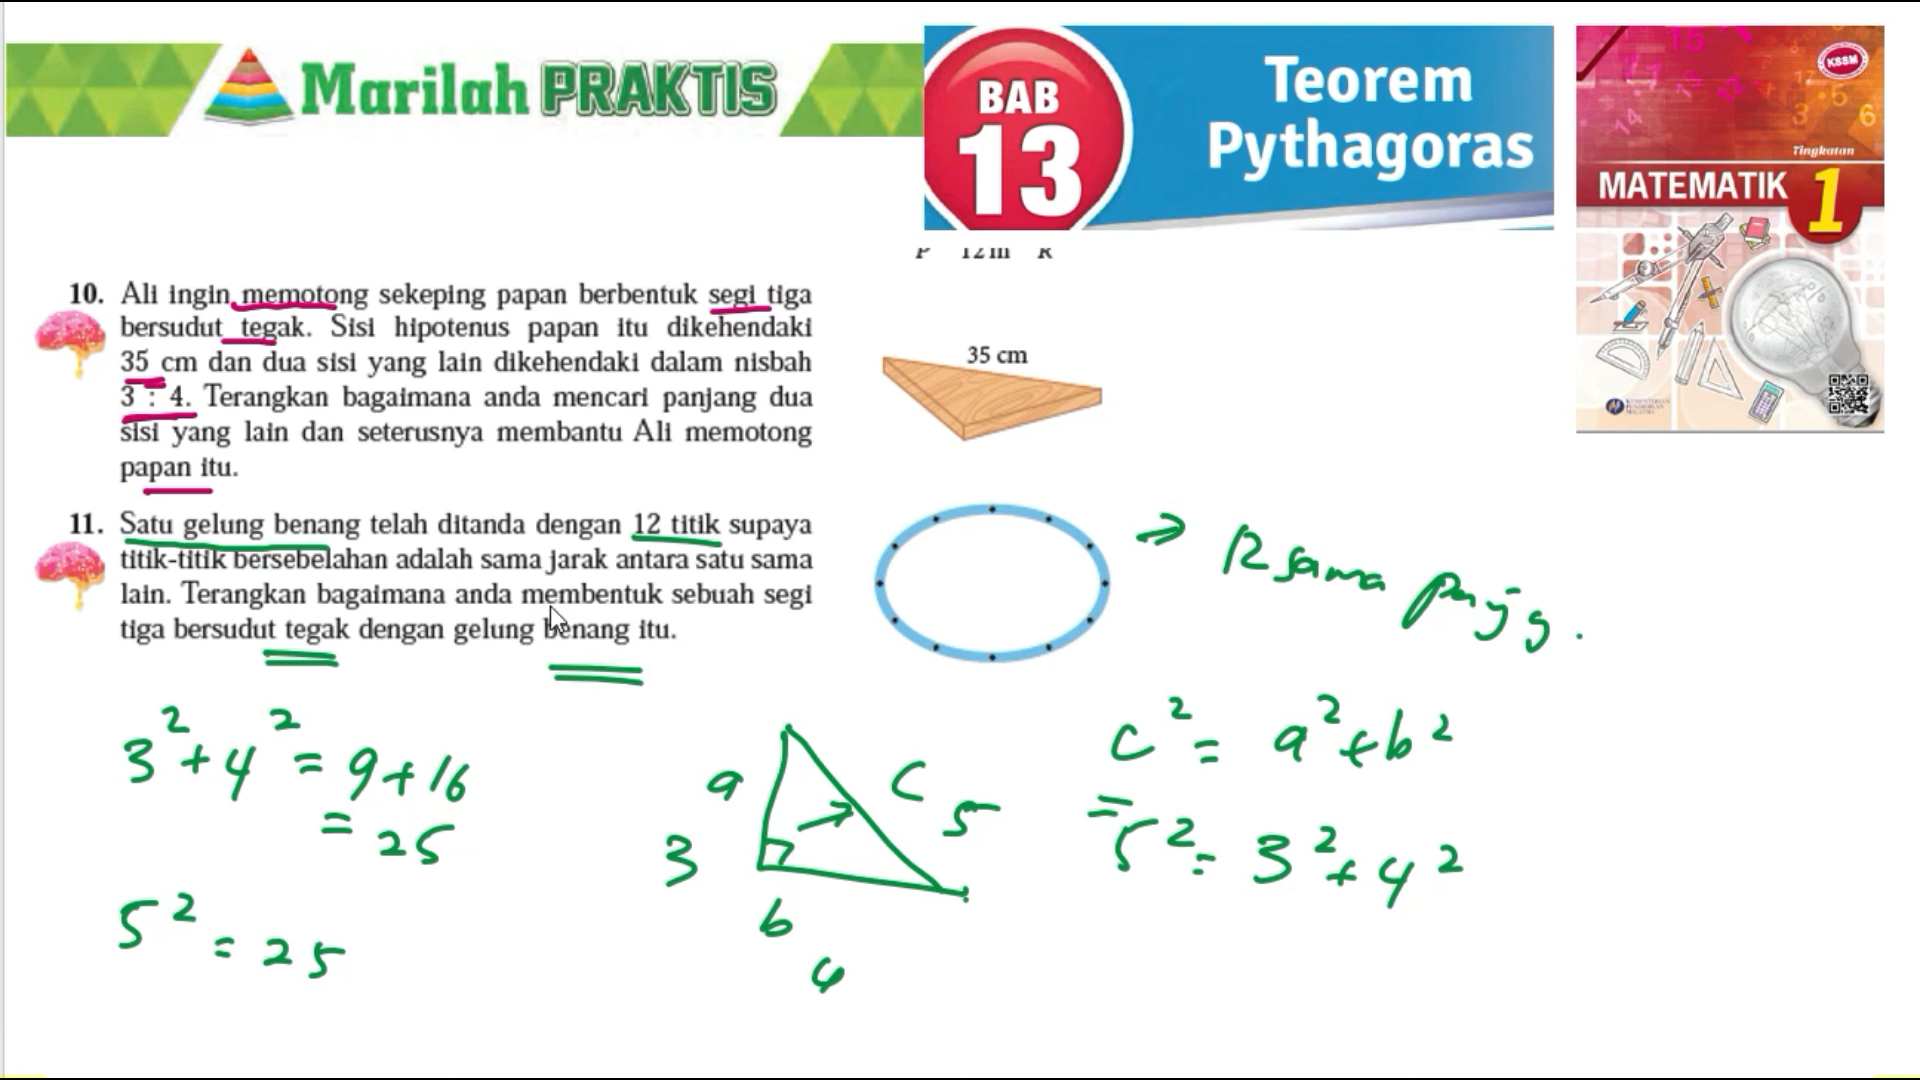 Marilah PRAKTIS
BAB
13
Teorem
Pythagoras
KSSM
Tingkatan
MATEMATIK 1
P 12 m R
10. Ali ingin memotong sekeping papan berbentuk segi tiga
bersudut tegak. Sisi hipotenus papan itu dikehendaki
35 cm dan dua sisi yang lain dikehendaki dalam nisbah
3 : 4. Terangkan bagaimana anda mencari panjang dua
sisi yang lain dan seterusnya membantu Ali memotong
papan itu.
35 cm
11. Satu gelung benang telah ditanda dengan 12 titik supaya
titik-titik bersebelahan adalah sama jarak antara satu sama
lain. Terangkan bagaimana anda membentuk sebuah segi
tiga bersudut tegak dengan gelung benang itu.
12 sama
3² + 4² = 9 + 16
= 25
5² = 25
a
c 5
3
b
4
c² = a² + b²
= 5² = 3² + 4²